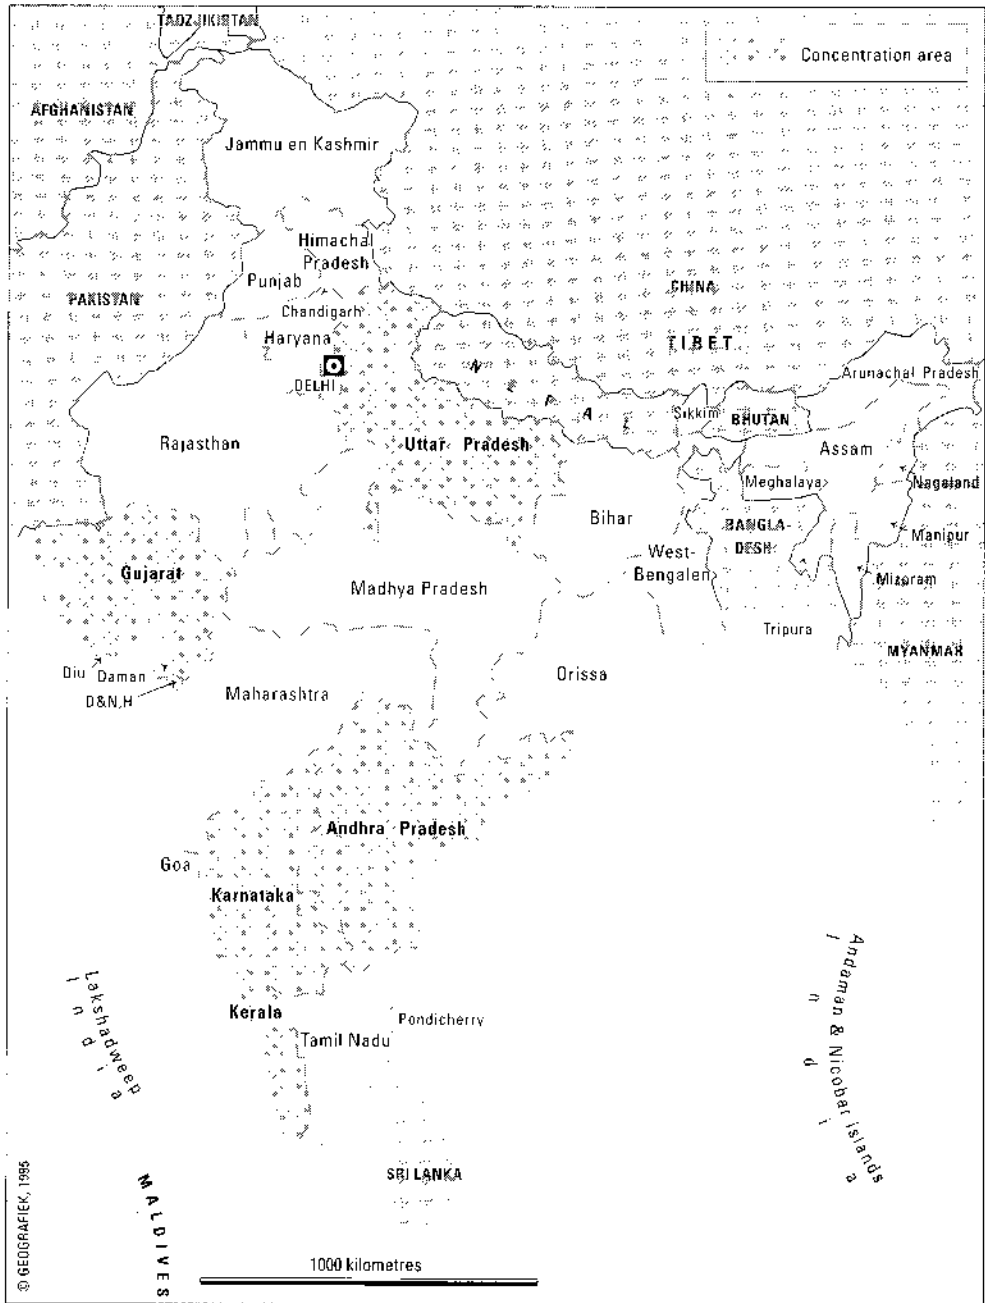 TADZJIKISTAN
Concentration area
AFGHANISTAN
Jammu en Kashmir
Himachal
Pradesh
Punjab
PAKISTAN
CHINA
Chandigarh
Haryana
TIBET
DELHI
NEPAL
Arunachal Pradesh
Sikkim
BHUTAN
Rajasthan
Uttar Pradesh
Assam
Meghalaya
Nagaland
Bihar
BANGLA-
DESH
Manipur
West-
Bengalen
Gujarat
Madhya Pradesh
Mizoram
Tripura
MYANMAR
Diu
Daman
Orissa
D&N,H
Maharashtra
Andhra Pradesh
Goa
Karnataka
Lakshadweep
India
Andaman & Nicobar islands
India
Kerala
Pondicherry
Tamil Nadu
SRI LANKA
MALDIVES
© GEOGRAFIEK, 1995
1000 kilometres